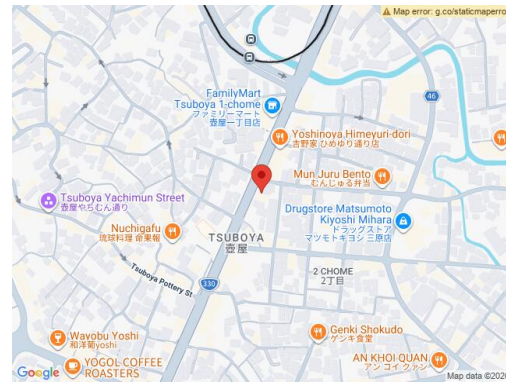 Map error: g.co/staticmaperro
FamilyMart
Tsuboya 1-chome
ファミリーマート
壺屋一丁目店
46
Yoshinoya Himeyuri-dori
吉野家 ひめゆり通り店
Mun Juru Bento
むんじゅる弁当
Tsuboya Yachimun Street
壺屋やちむん通り
Drugstore Matsumoto
Kiyoshi Mihara
ドラッグストア
マツモトキヨシ 三原店
Nuchigafu
琉球料理 命果報
TSUBOYA
壺屋
Tsuboya Pottery St
330
2 CHOME
2丁目
Wayobu Yoshi
和洋葡yoshi
Genki Shokudo
ゲンキ食堂
YOGOL COFFEE
ROASTERS
AN KHOI QUAN
アン コイ クァン
Google
Map data ©2026